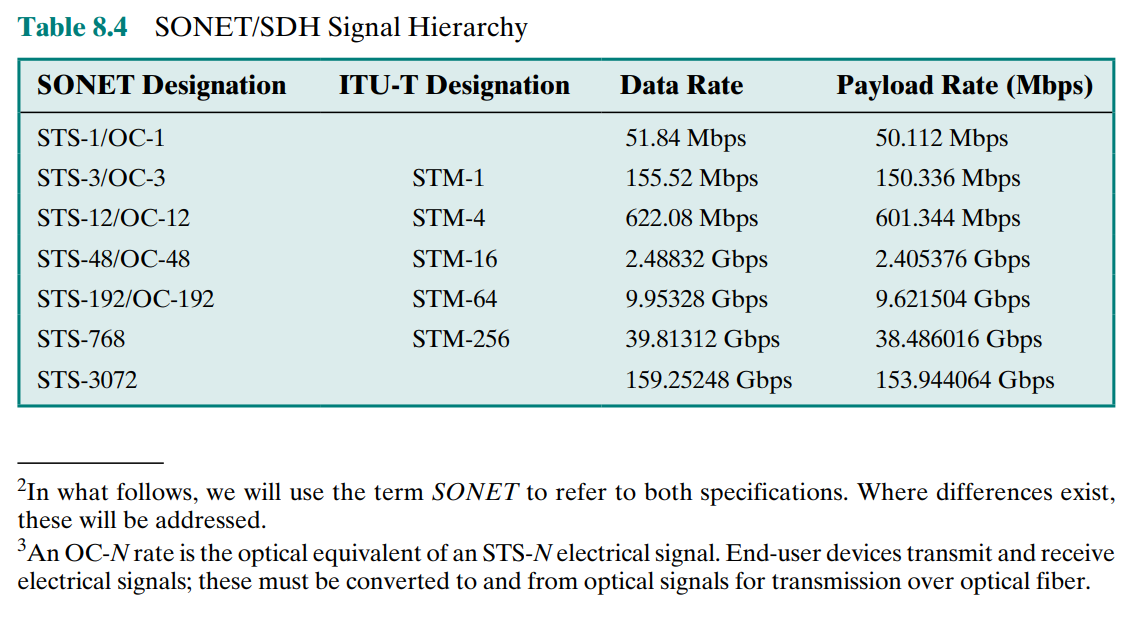 Table 8.4 SONET/SDH Signal Hierarchy
SONET Designation ITU-T Designation Data Rate Payload Rate (Mbps)
STS-1/OC-1 51.84 Mbps 50.112 Mbps
STS-3/OC-3 STM-1 155.52 Mbps 150.336 Mbps
STS-12/OC-12 STM-4 622.08 Mbps 601.344 Mbps
STS-48/OC-48 STM-16 2.48832 Gbps 2.405376 Gbps
STS-192/OC-192 STM-64 9.95328 Gbps 9.621504 Gbps
STS-768 STM-256 39.81312 Gbps 38.486016 Gbps
STS-3072 159.25248 Gbps 153.944064 Gbps
2In what follows, we will use the term SONET to refer to both specifications. Where differences exist,
these will be addressed.
3An OC-N rate is the optical equivalent of an STS-N electrical signal. End-user devices transmit and receive
electrical signals; these must be converted to and from optical signals for transmission over optical fiber.